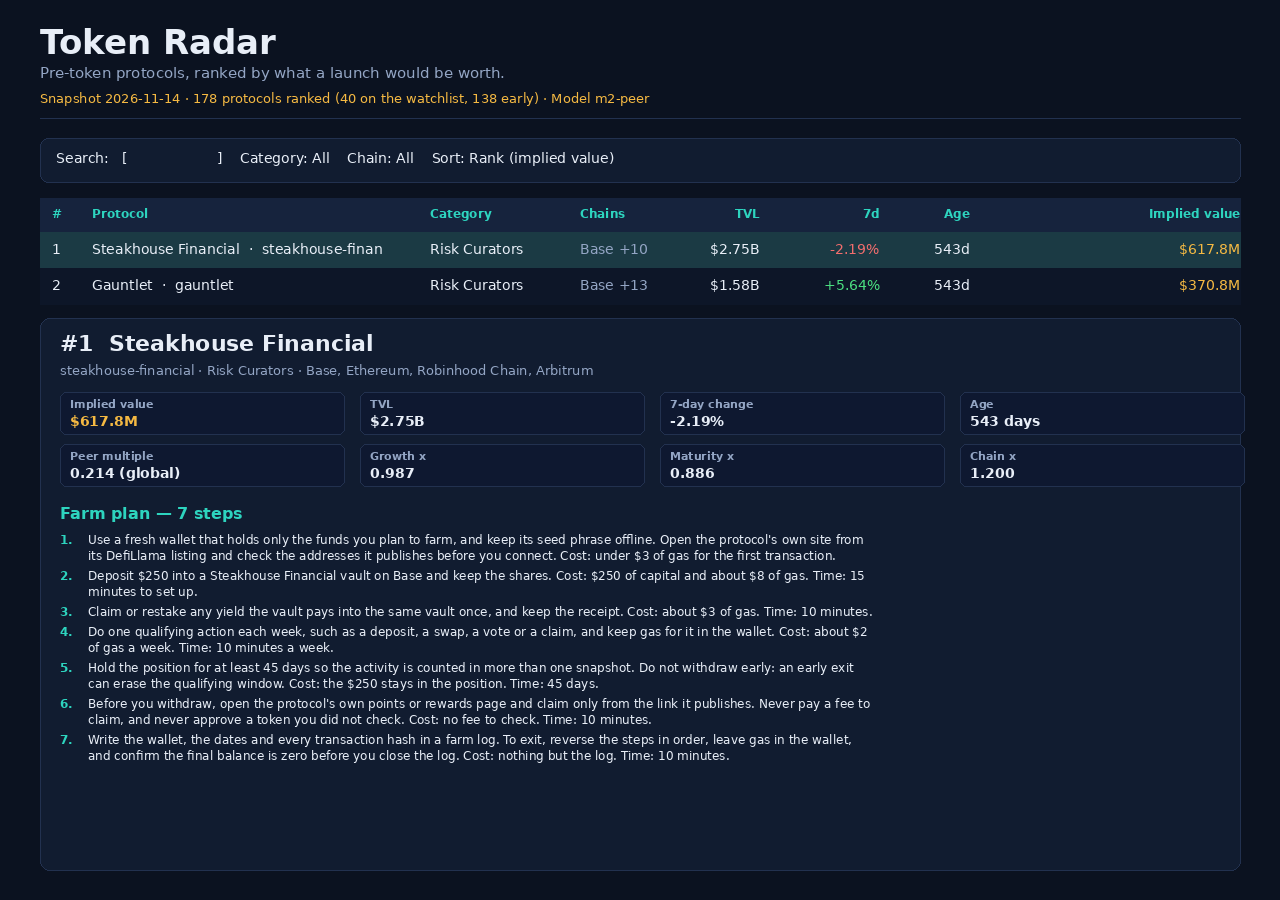 Token Radar
Pre-token protocols, ranked by what a launch would be worth.
Snapshot 2026-11-14 · 178 protocols ranked (40 on the watchlist, 138 early) · Model m2-peer
Search: [ ] Category: All Chain: All Sort: Rank (implied value)
# Protocol Category Chains TVL 7d Age Implied value
1 Steakhouse Financial · steakhouse-finan Risk Curators Base +10 $2.75B -2.19% 543d $617.8M
2 Gauntlet · gauntlet Risk Curators Base +13 $1.58B +5.64% 543d $370.8M
#1 Steakhouse Financial
steakhouse-financial · Risk Curators · Base, Ethereum, Robinhood Chain, Arbitrum
Implied value TVL 7-day change Age
$617.8M $2.75B -2.19% 543 days
Peer multiple Growth x Maturity x Chain x
0.214 (global) 0.987 0.886 1.200
Farm plan — 7 steps
1. Use a fresh wallet that holds only the funds you plan to farm, and keep its seed phrase offline. Open the protocol's own site from
its DefiLlama listing and check the addresses it publishes before you connect. Cost: under $3 of gas for the first transaction.
2. Deposit $250 into a Steakhouse Financial vault on Base and keep the shares. Cost: $250 of capital and about $8 of gas. Time: 15
minutes to set up.
3. Claim or restake any yield the vault pays into the same vault once, and keep the receipt. Cost: about $3 of gas. Time: 10 minutes.
4. Do one qualifying action each week, such as a deposit, a swap, a vote or a claim, and keep gas for it in the wallet. Cost: about $2
of gas a week. Time: 10 minutes a week.
5. Hold the position for at least 45 days so the activity is counted in more than one snapshot. Do not withdraw early: an early exit
can erase the qualifying window. Cost: the $250 stays in the position. Time: 45 days.
6. Before you withdraw, open the protocol's own points or rewards page and claim only from the link it publishes. Never pay a fee to
claim, and never approve a token you did not check. Cost: no fee to check. Time: 10 minutes.
7. Write the wallet, the dates and every transaction hash in a farm log. To exit, reverse the steps in order, leave gas in the wallet,
and confirm the final balance is zero before you close the log. Cost: nothing but the log. Time: 10 minutes.